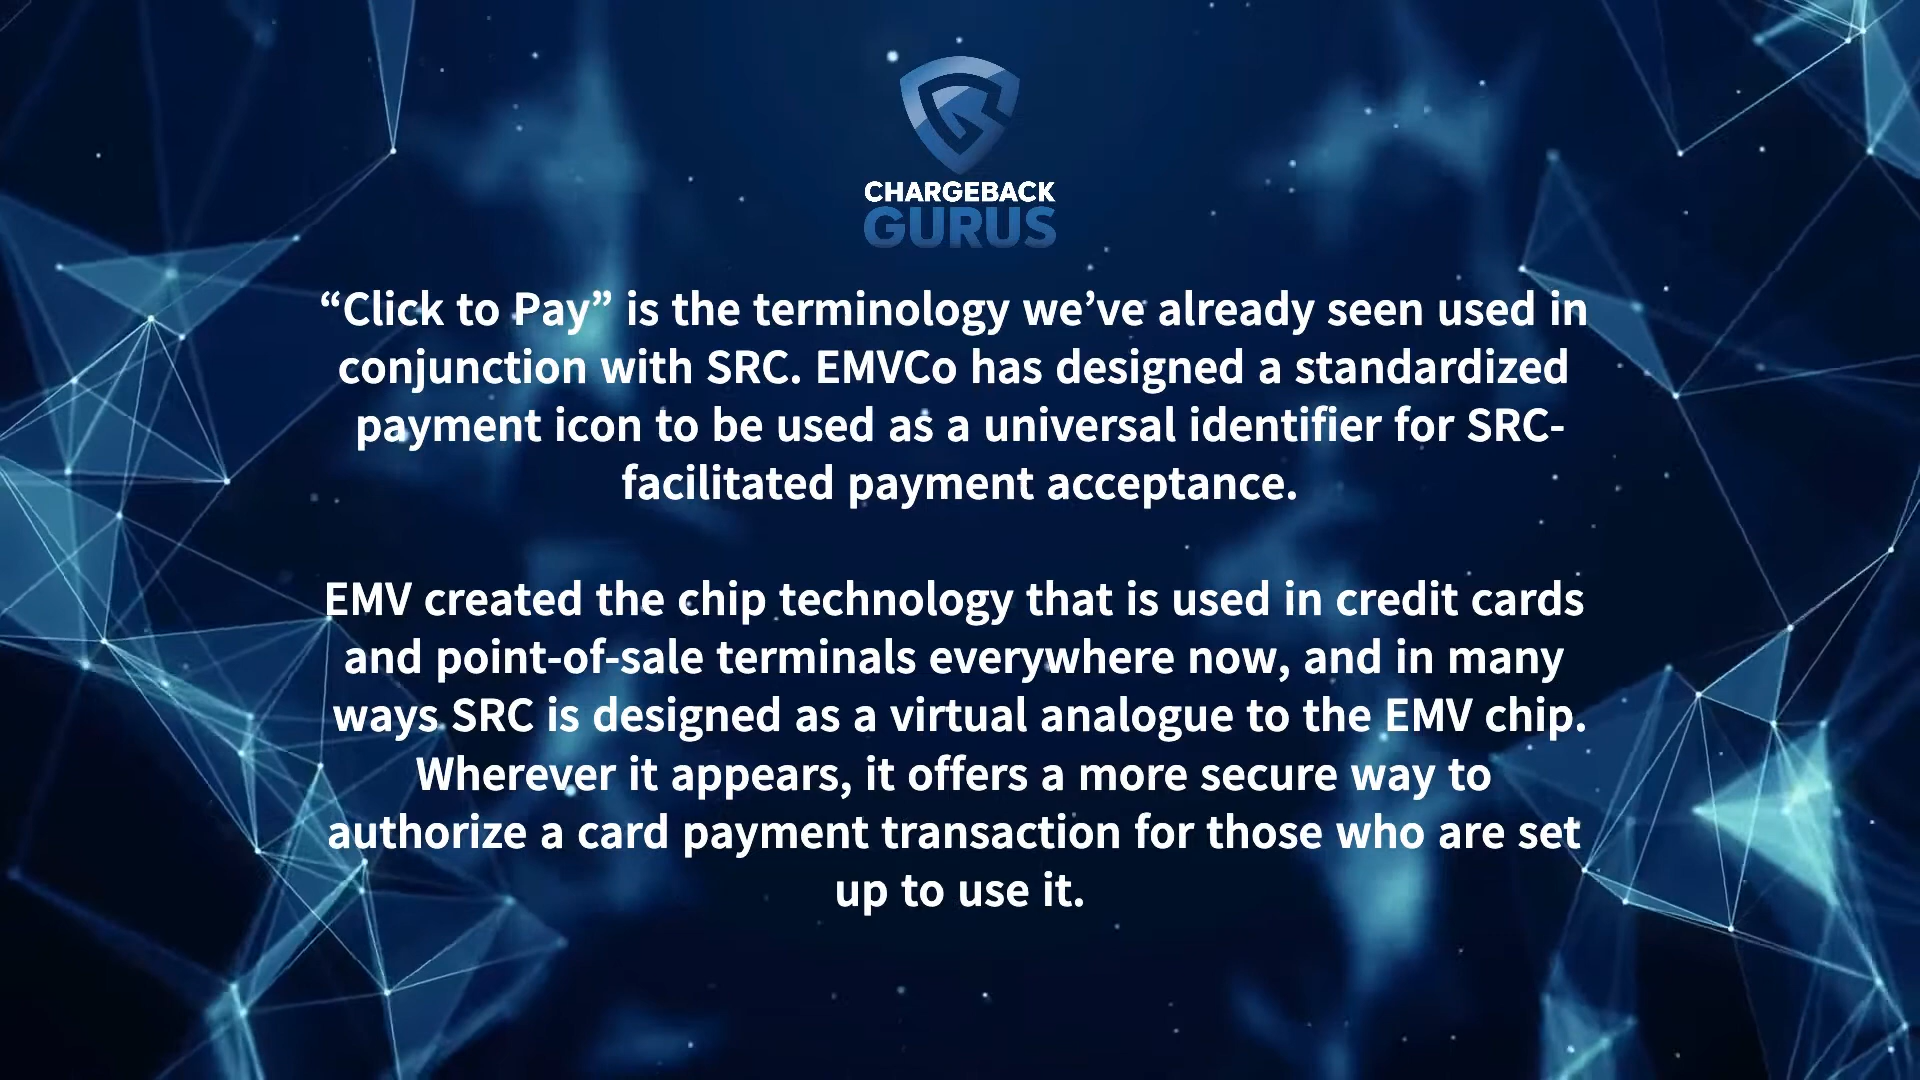 CHARGEBACK
GURUS
“Click to Pay” is the terminology we’ve already seen used in
conjunction with SRC. EMVCo has designed a standardized
payment icon to be used as a universal identifier for SRC-
facilitated payment acceptance.
EMV created the chip technology that is used in credit cards
and point-of-sale terminals everywhere now, and in many
ways SRC is designed as a virtual analogue to the EMV chip.
Wherever it appears, it offers a more secure way to
authorize a card payment transaction for those who are set
up to use it.